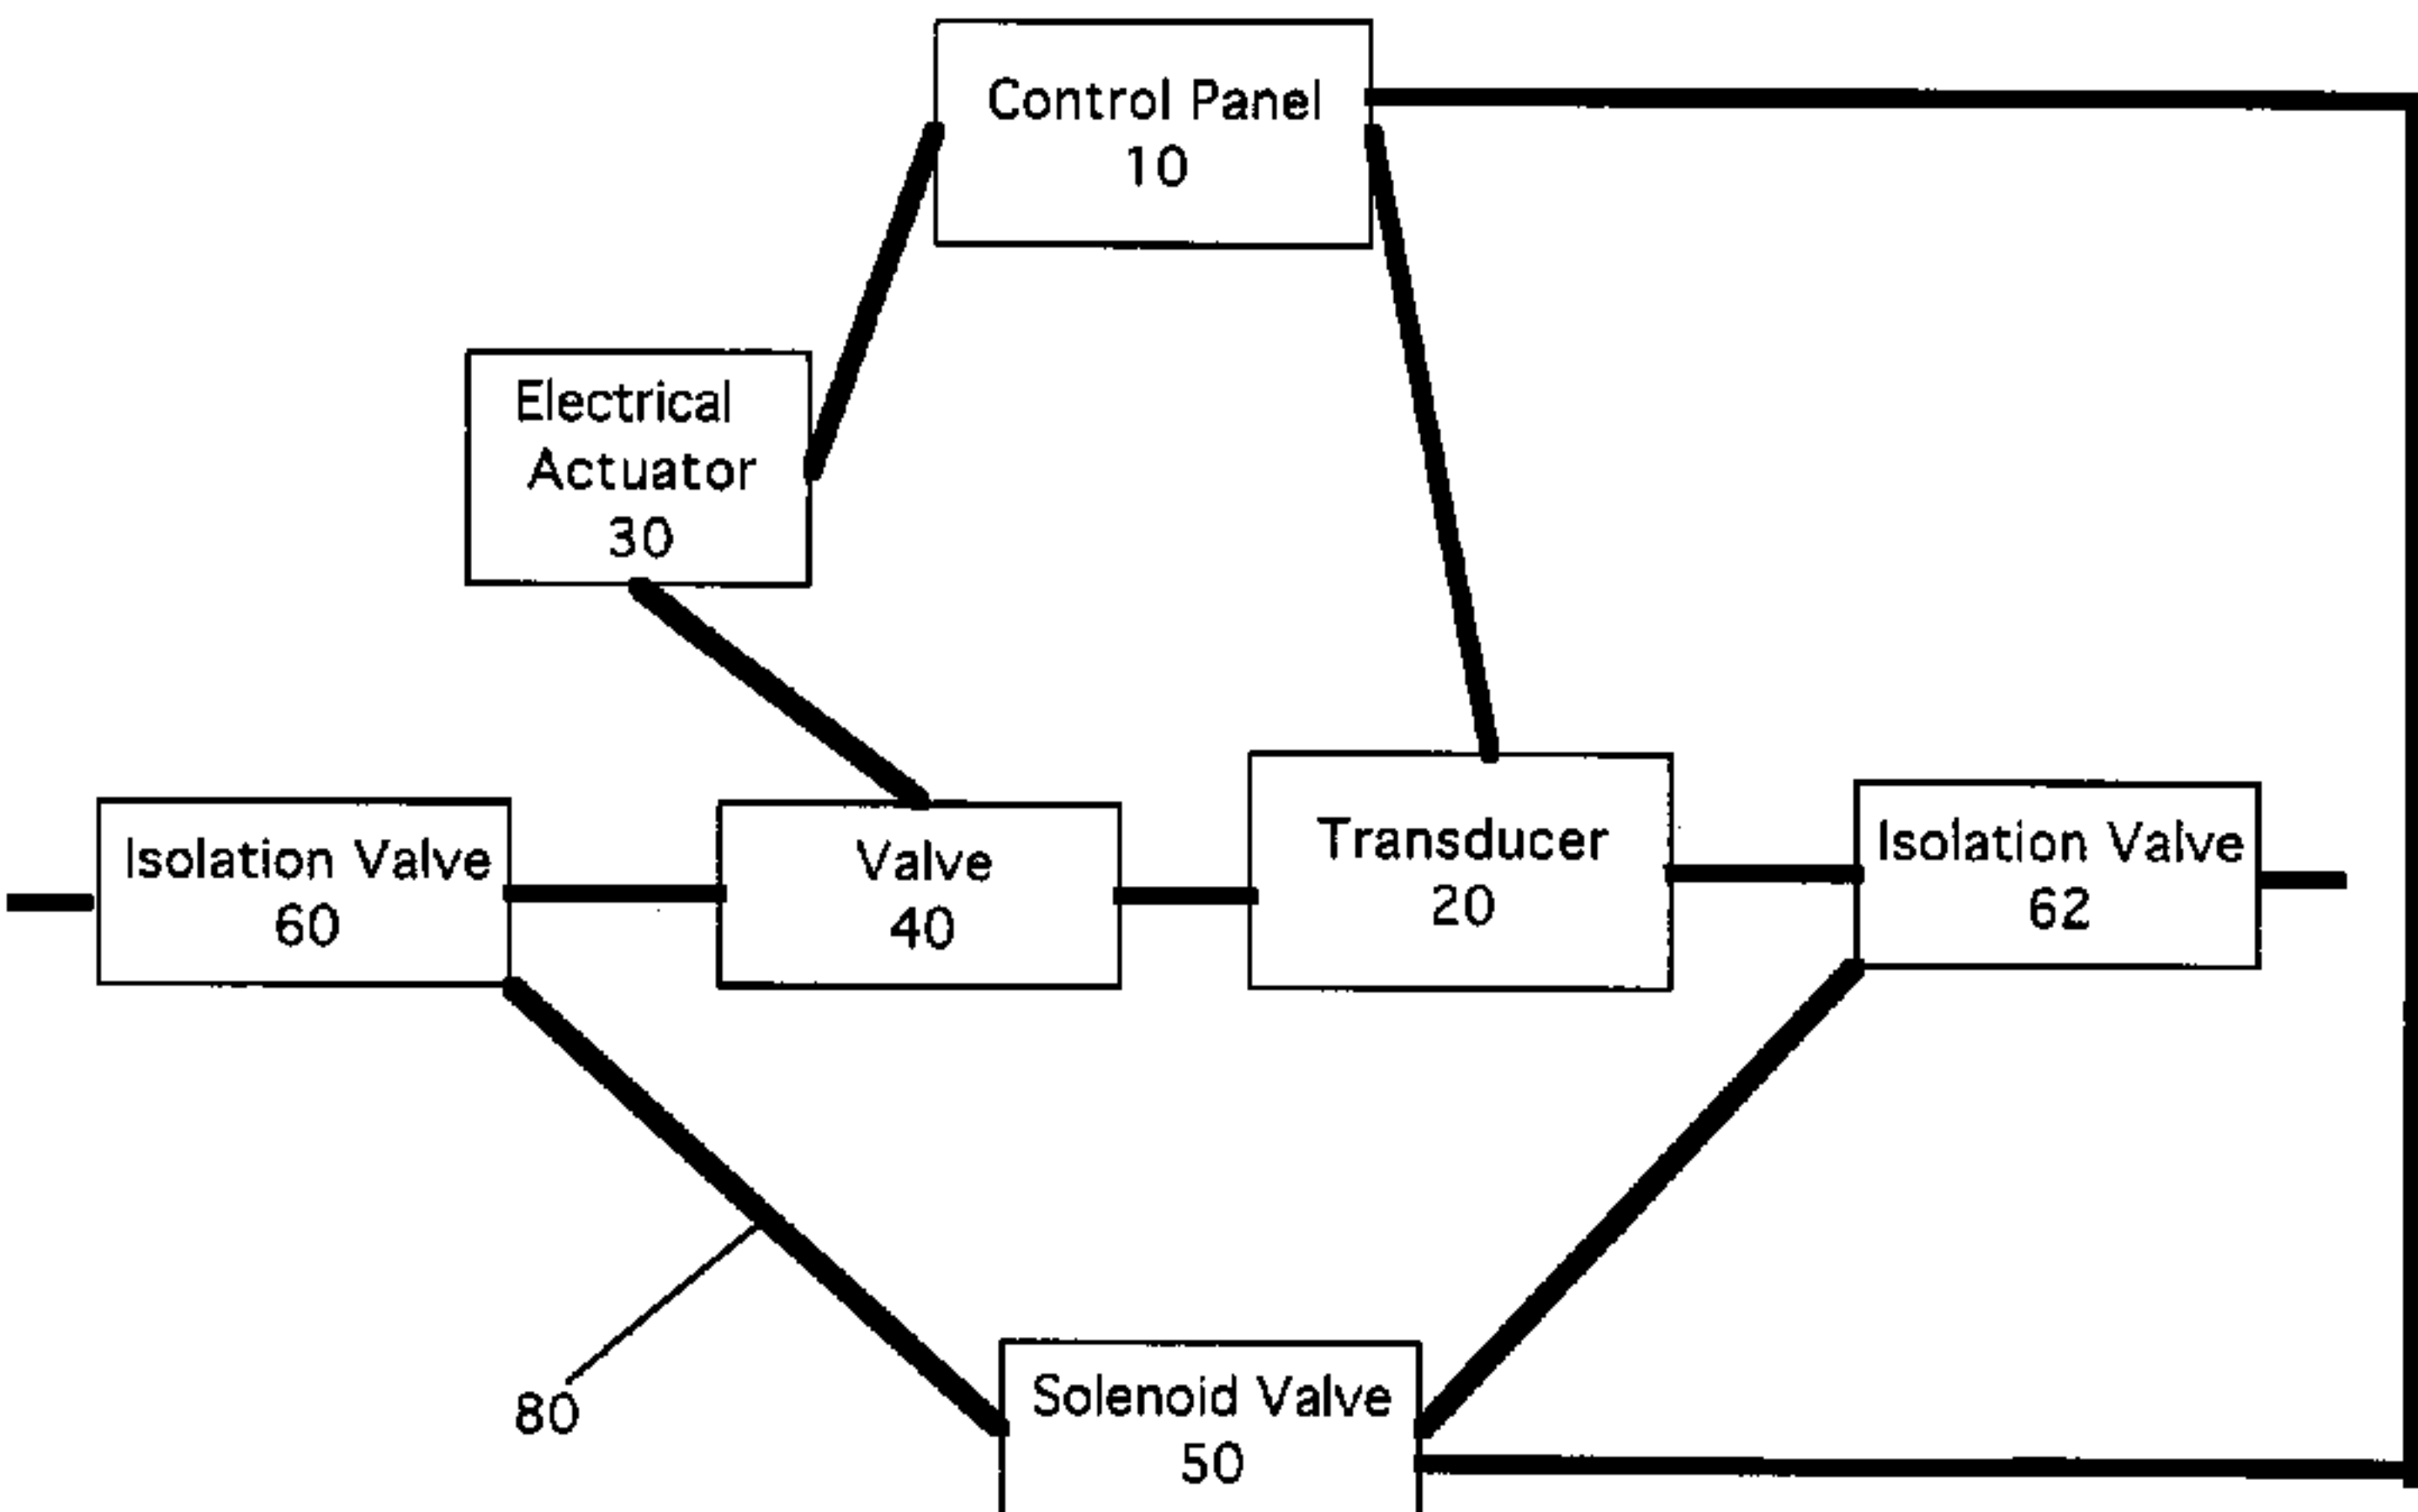 Control Panel
10
Electrical
Actuator
30
Isolation Valve
60
Valve
40
Transducer
20
Isolation Valve
62
80
Solenoid Valve
50